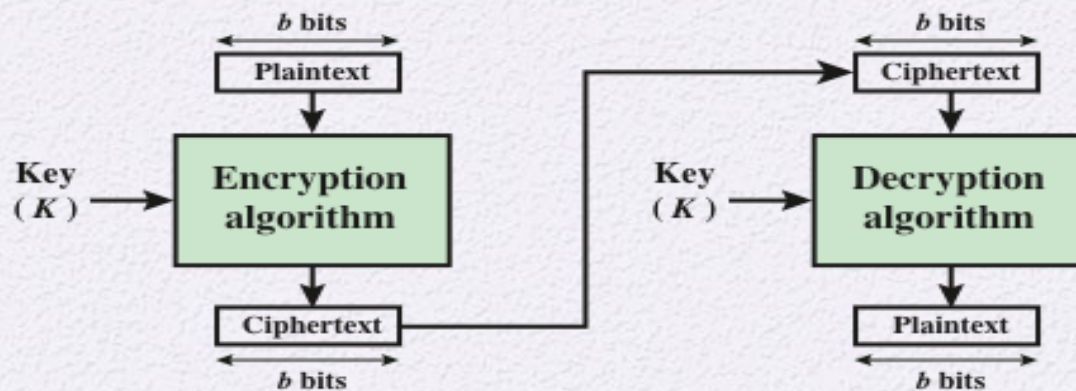 b bits
Plaintext
Key
( K )
Encryption
algorithm
Ciphertext
b bits
b bits
Ciphertext
Key
( K )
Decryption
algorithm
Plaintext
b bits